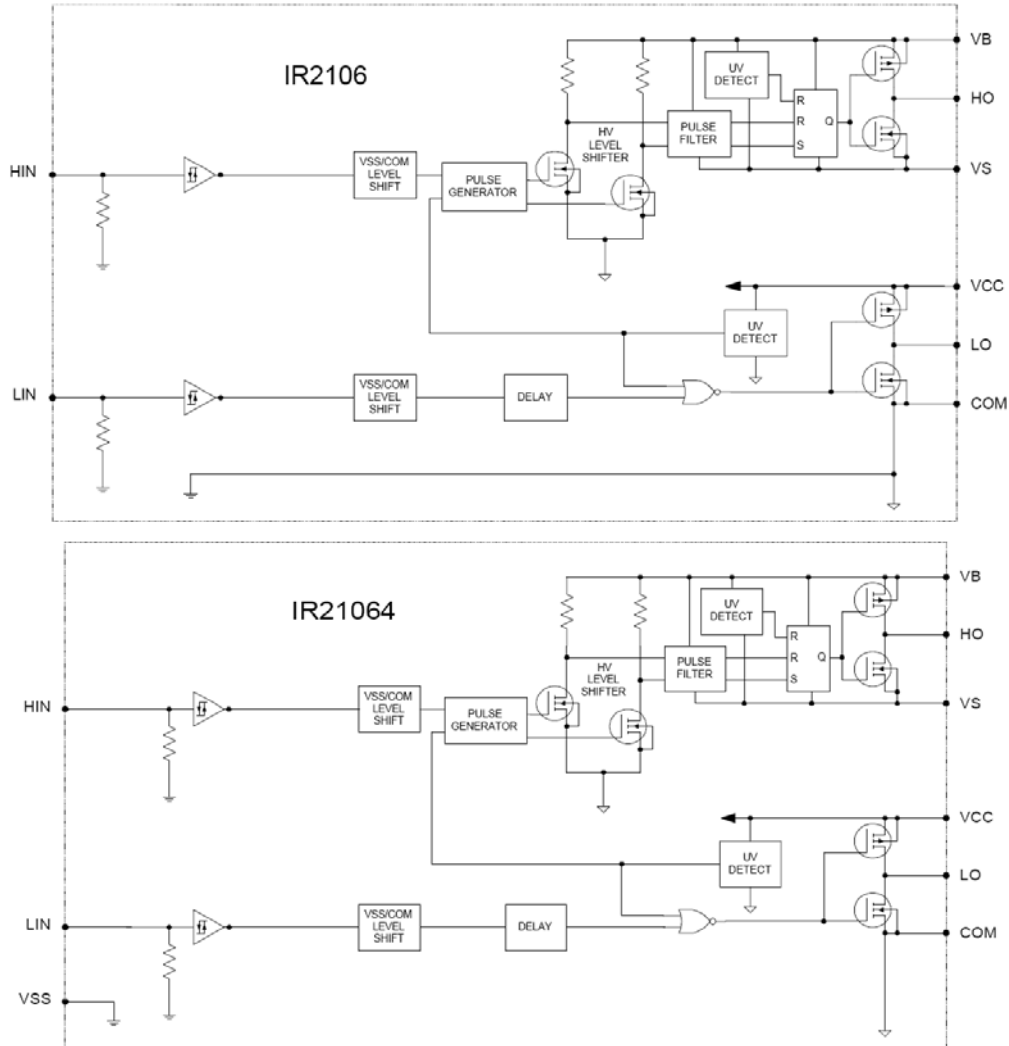 IR2106
VB
UV
DETECT
HO
R
R
Q
S
PULSE
FILTER
HV
LEVEL
SHIFTER
VS
HIN
VSS/COM
LEVEL
SHIFT
PULSE
GENERATOR
VCC
UV
DETECT
LO
LIN
VSS/COM
LEVEL
SHIFT
DELAY
COM
IR21064
VB
UV
DETECT
HO
R
R
Q
S
PULSE
FILTER
HV
LEVEL
SHIFTER
VS
HIN
VSS/COM
LEVEL
SHIFT
PULSE
GENERATOR
VCC
UV
DETECT
LO
LIN
VSS/COM
LEVEL
SHIFT
DELAY
COM
VSS